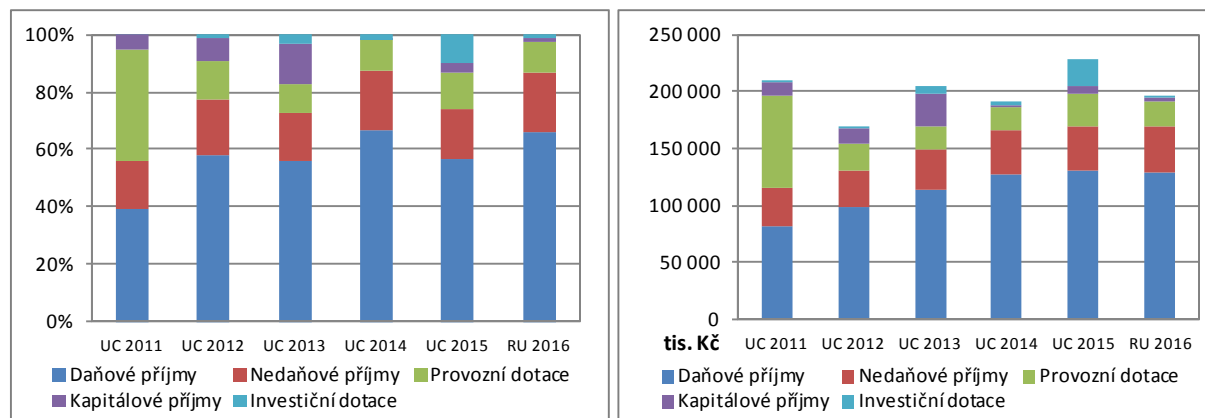 100%
80%
60%
40%
20%
0%
UC 2011 UC 2012 UC 2013 UC 2014 UC 2015 RU 2016
Daňové příjmy Nedaňové příjmy Provozní dotace
Kapitálové příjmy Investiční dotace
250 000
200 000
150 000
100 000
50 000
0
tis. Kč UC 2011 UC 2012 UC 2013 UC 2014 UC 2015 RU 2016
Daňové příjmy Nedaňové příjmy Provozní dotace
Kapitálové příjmy Investiční dotace